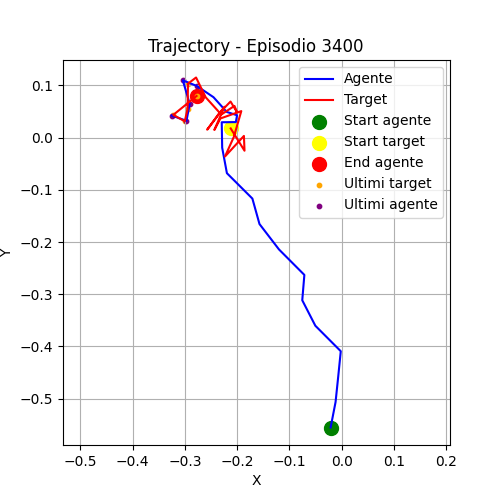 Trajectory - Episodio 3400
Agente
Target
Start agente
Start target
End agente
Ultimi target
Ultimi agente
Y
0.1
0.0
−0.1
−0.2
−0.3
−0.4
−0.5
−0.5
−0.4
−0.3
−0.2
−0.1
0.0
0.1
0.2
X